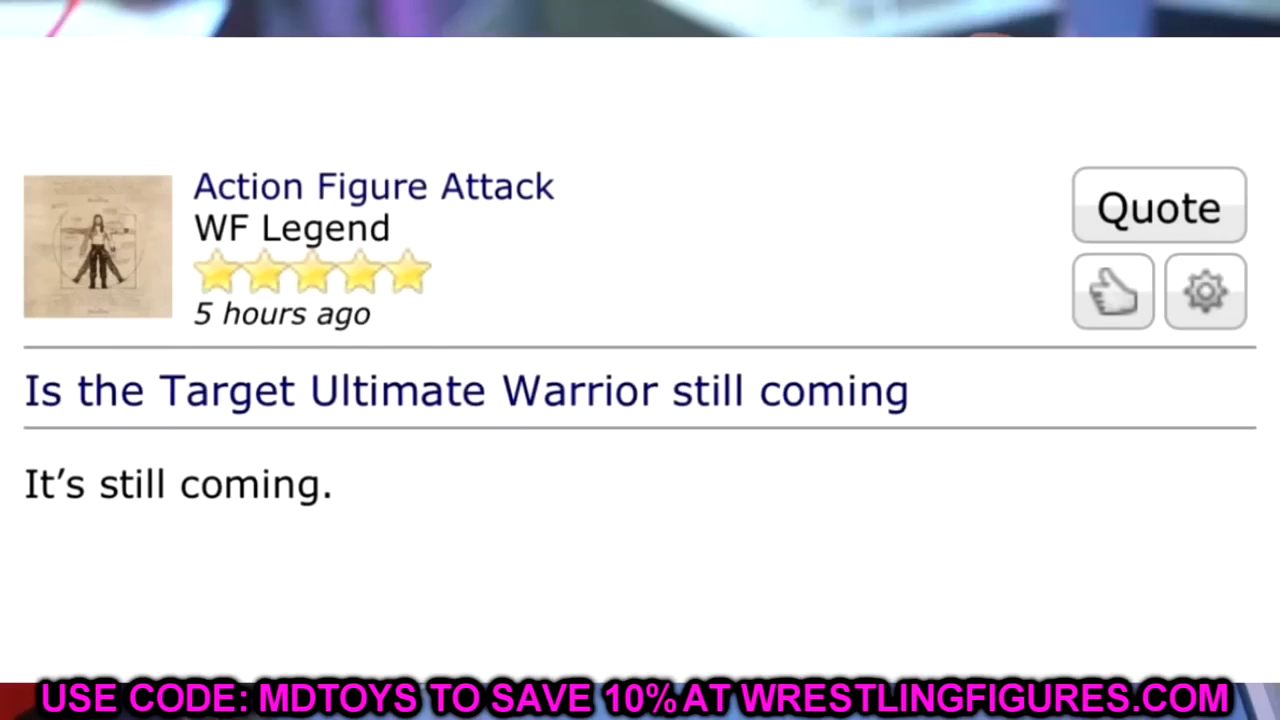 Action Figure Attack
WF Legend
5 hours ago
Quote
Is the Target Ultimate Warrior still coming
It’s still coming.
USE CODE: MDTOYS TO SAVE 10% AT WRESTLINGFIGURES.COM